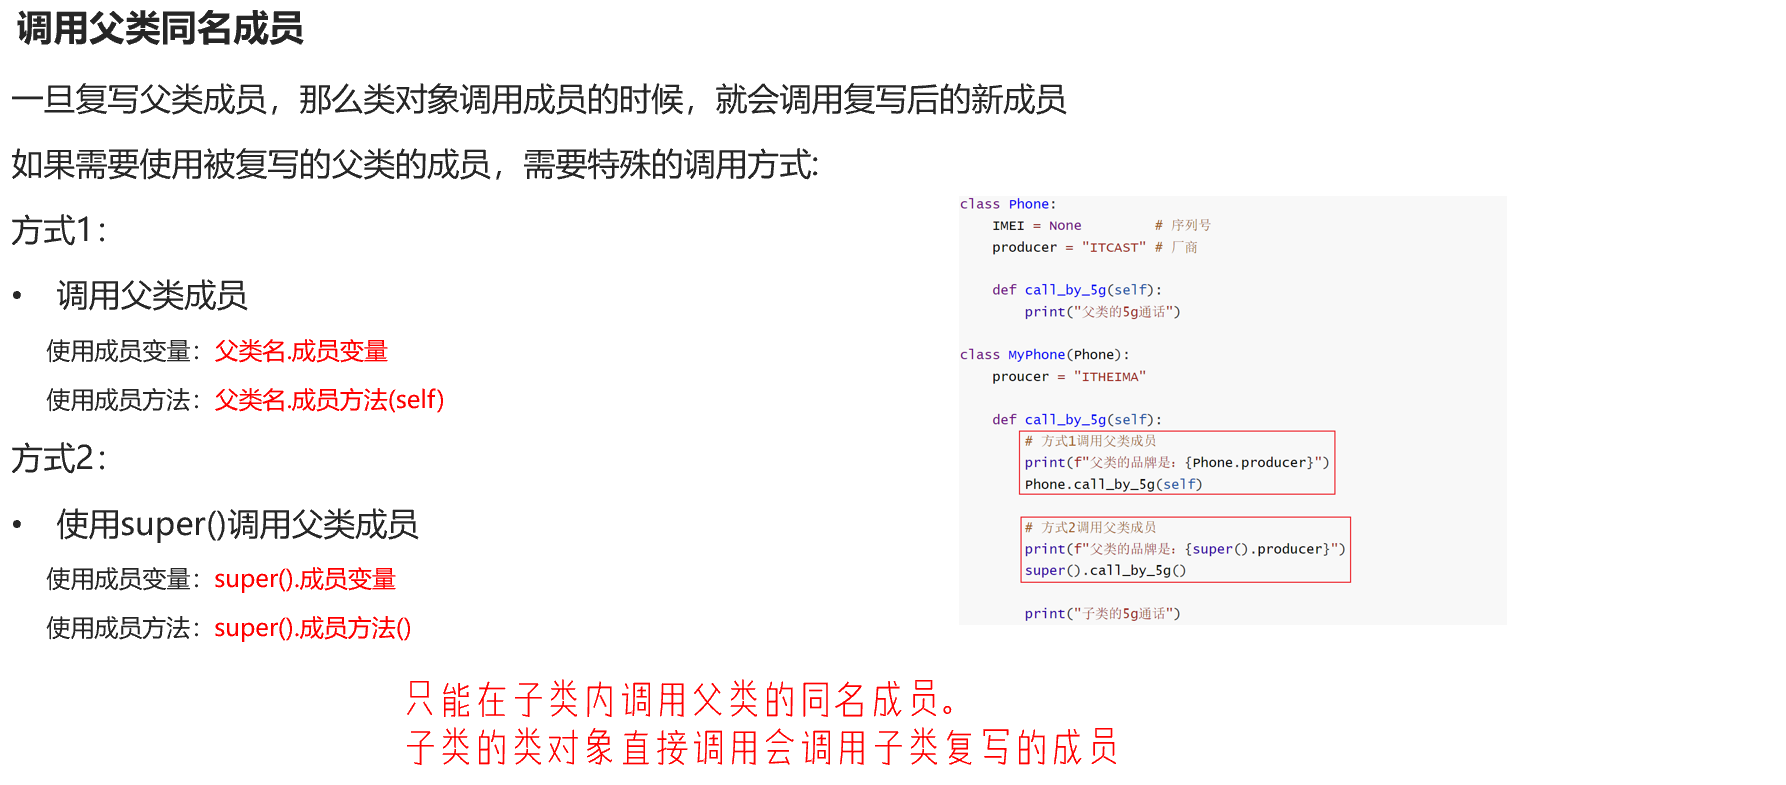 调用父类同名成员
一旦复写父类成员，那么类对象调用成员的时候，就会调用复写后的新成员
如果需要使用被复写的父类的成员，需要特殊的调用方式:
方式1：
• 调用父类成员
使用成员变量：父类名.成员变量
使用成员方法：父类名.成员方法(self)
方式2：
• 使用super()调用父类成员
使用成员变量：super().成员变量
使用成员方法：super().成员方法()
class Phone:
    IMEI = None         # 序列号
    producer = "ITCAST" # 厂商
    def call_by_5g(self):
        print("父类的5g通话")
class MyPhone(Phone):
    proucer = "ITHEIMA"
    def call_by_5g(self):
        # 方式1调用父类成员
        print(f"父类的品牌是：{Phone.producer}")
        Phone.call_by_5g(self)
        # 方式2调用父类成员
        print(f"父类的品牌是：{super().producer}")
        super().call_by_5g()
        print("子类的5g通话")
只能在子类内调用父类的同名成员。
子类的类对象直接调用会调用子类复写的成员